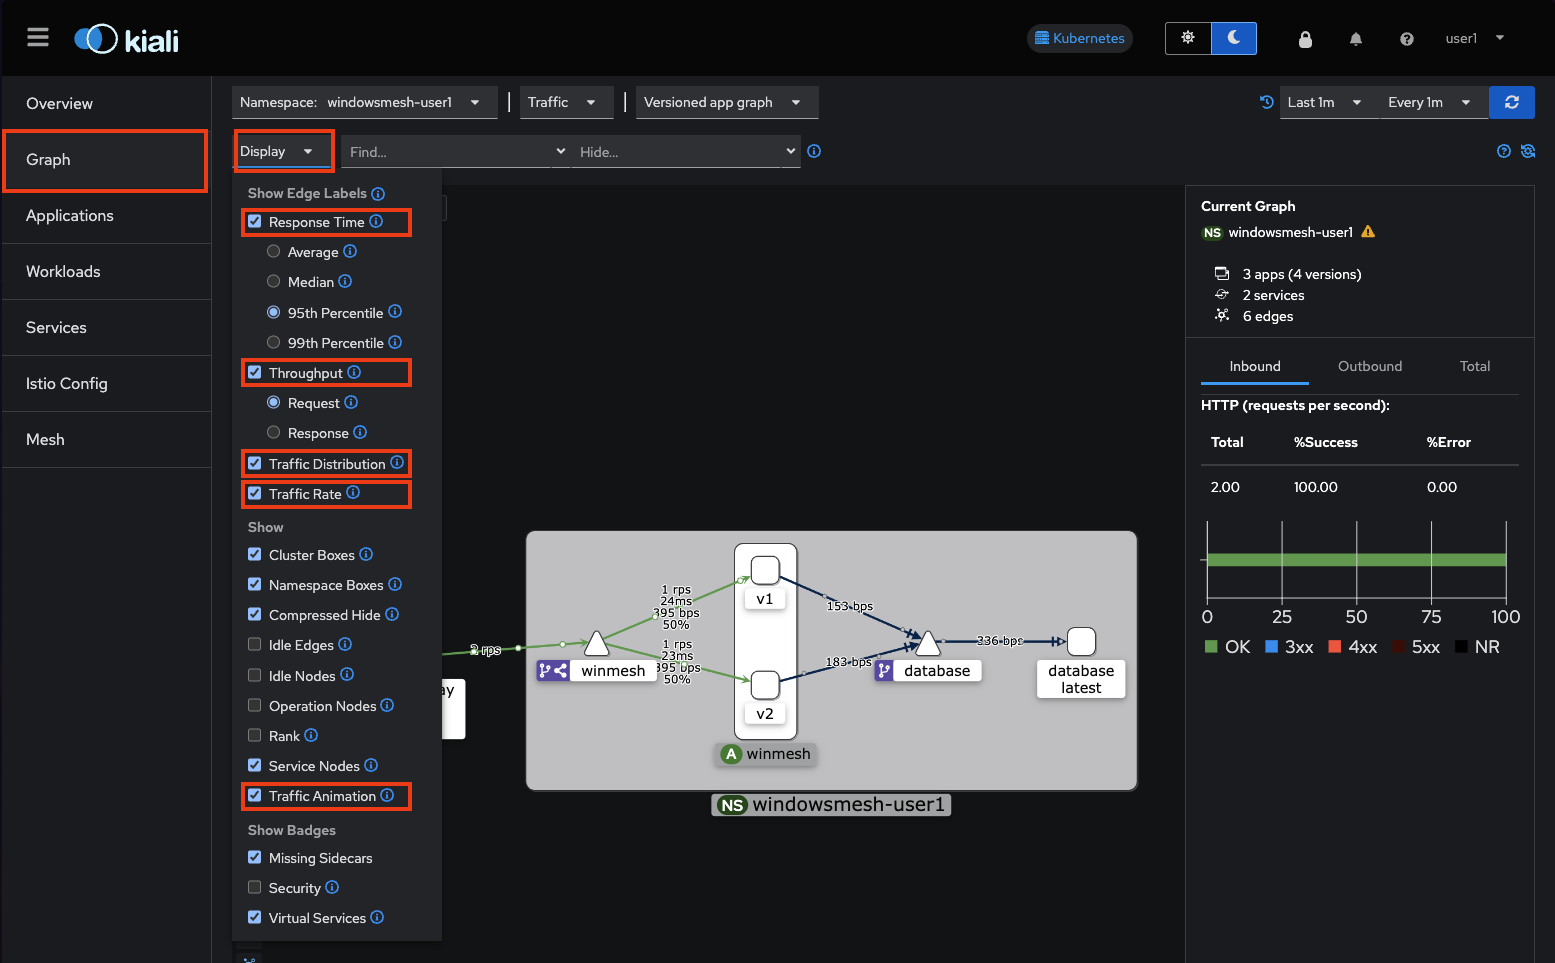 kiali
Kubernetes
user1
Overview
Graph
Applications
Workloads
Services
Istio Config
Mesh
Namespace: windowsmesh-user1
Traffic
Versioned app graph
Last 1m
Every 1m
Display
Find...
Hide...
Show Edge Labels
Response Time
Average
Median
95th Percentile
99th Percentile
Throughput
Request
Response
Traffic Distribution
Traffic Rate
Show
Cluster Boxes
Namespace Boxes
Compressed Hide
Idle Edges
Idle Nodes
Operation Nodes
Rank
Service Nodes
Traffic Animation
Show Badges
Missing Sidecars
Security
Virtual Services
2 rps
ay
winmesh
1 rps
24ms
395 bps
50%
1 rps
23ms
395 bps
50%
v1
v2
A winmesh
153 bps
183 bps
database
336 bps
database
latest
NS windowsmesh-user1
Current Graph
NS windowsmesh-user1
3 apps (4 versions)
2 services
6 edges
Inbound
Outbound
Total
HTTP (requests per second):
Total %Success %Error
2.00 100.00 0.00
0 25 50 75 100
OK 3xx 4xx 5xx NR